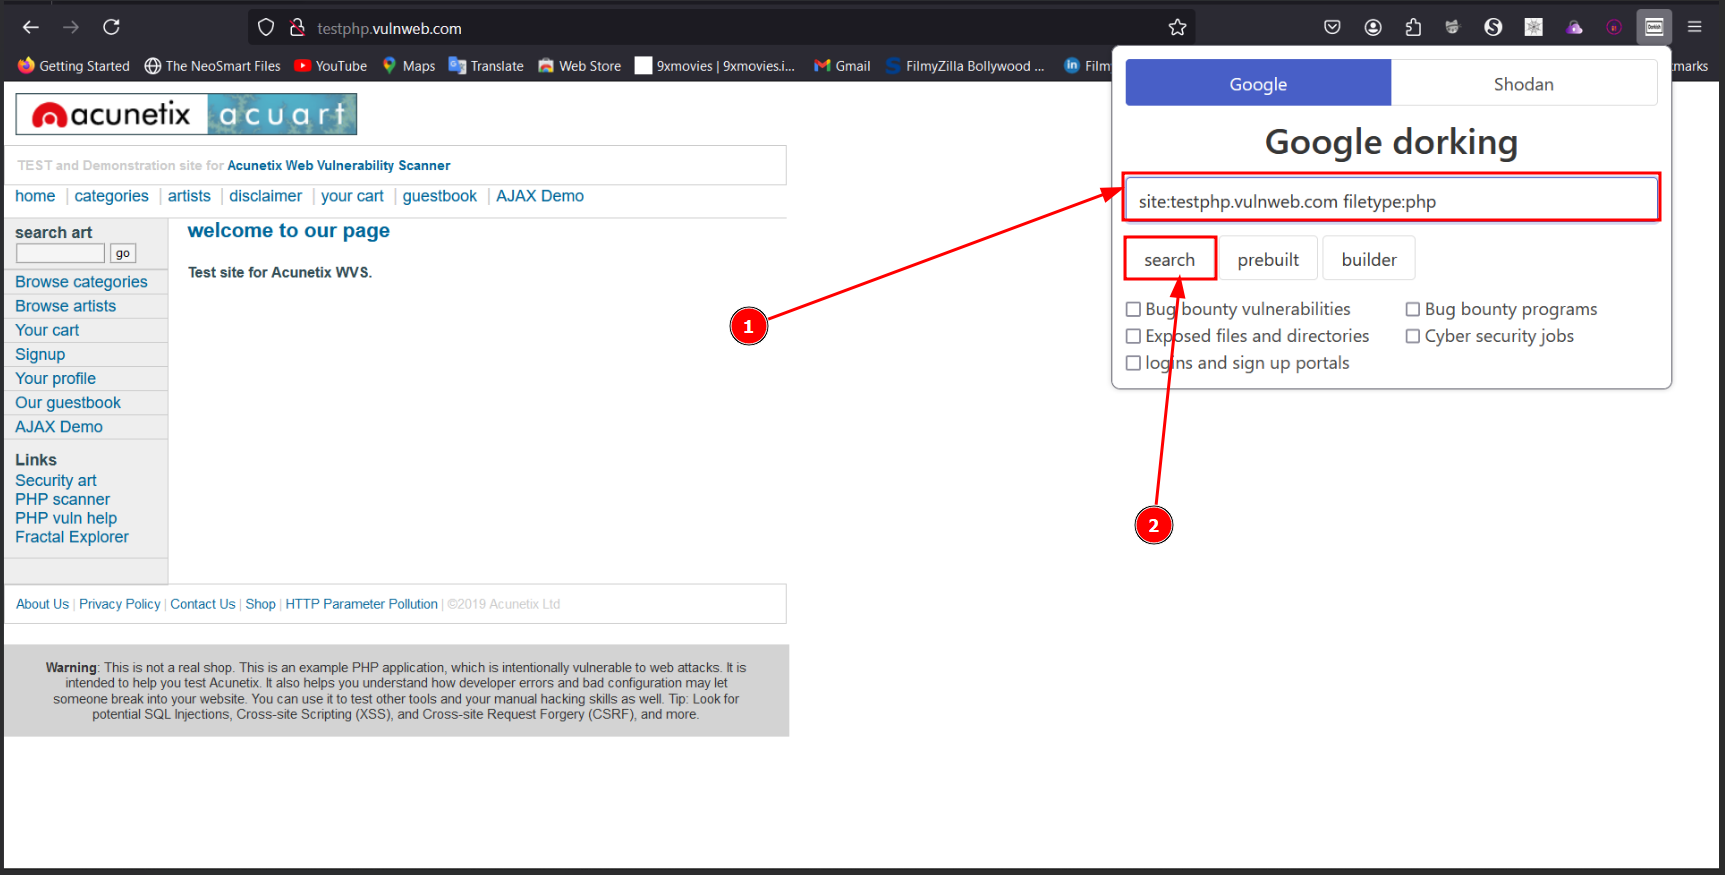 testphp.vulnweb.com
Getting Started The NeoSmart Files YouTube Maps Translate Web Store 9xmovies | 9xmovies.i... Gmail FilmyZilla Bollywood ... Film marks
acunetix acuart
TEST and Demonstration site for Acunetix Web Vulnerability Scanner
home | categories | artists | disclaimer | your cart | guestbook | AJAX Demo
search art
go
Browse categories
Browse artists
Your cart
Signup
Your profile
Our guestbook
AJAX Demo
Links
Security art
PHP scanner
PHP vuln help
Fractal Explorer
welcome to our page
Test site for Acunetix WVS.
About Us | Privacy Policy | Contact Us | Shop | HTTP Parameter Pollution | ©2019 Acunetix Ltd
Warning: This is not a real shop. This is an example PHP application, which is intentionally vulnerable to web attacks. It is
intended to help you test Acunetix. It also helps you understand how developer errors and bad configuration may let
someone break into your website. You can use it to test other tools and your manual hacking skills as well. Tip: Look for
potential SQL Injections, Cross-site Scripting (XSS), and Cross-site Request Forgery (CSRF), and more.
Google Shodan
Google dorking
site:testphp.vulnweb.com filetype:php
search prebuilt builder
Bug bounty vulnerabilities Bug bounty programs
Exposed files and directories Cyber security jobs
logins and sign up portals
1
2